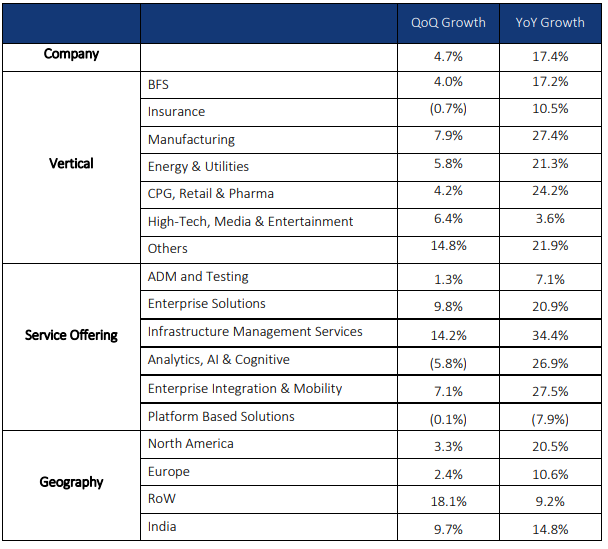 QoQ Growth YoY Growth
Company 4.7% 17.4%
BFS 4.0% 17.2%
Insurance (0.7%) 10.5%
Manufacturing 7.9% 27.4%
Vertical Energy & Utilities 5.8% 21.3%
CPG, Retail & Pharma 4.2% 24.2%
High-Tech, Media & Entertainment 6.4% 3.6%
Others 14.8% 21.9%
ADM and Testing 1.3% 7.1%
Enterprise Solutions 9.8% 20.9%
Service Offering Infrastructure Management Services 14.2% 34.4%
Analytics, AI & Cognitive (5.8%) 26.9%
Enterprise Integration & Mobility 7.1% 27.5%
Platform Based Solutions (0.1%) (7.9%)
North America 3.3% 20.5%
Geography Europe 2.4% 10.6%
RoW 18.1% 9.2%
India 9.7% 14.8%